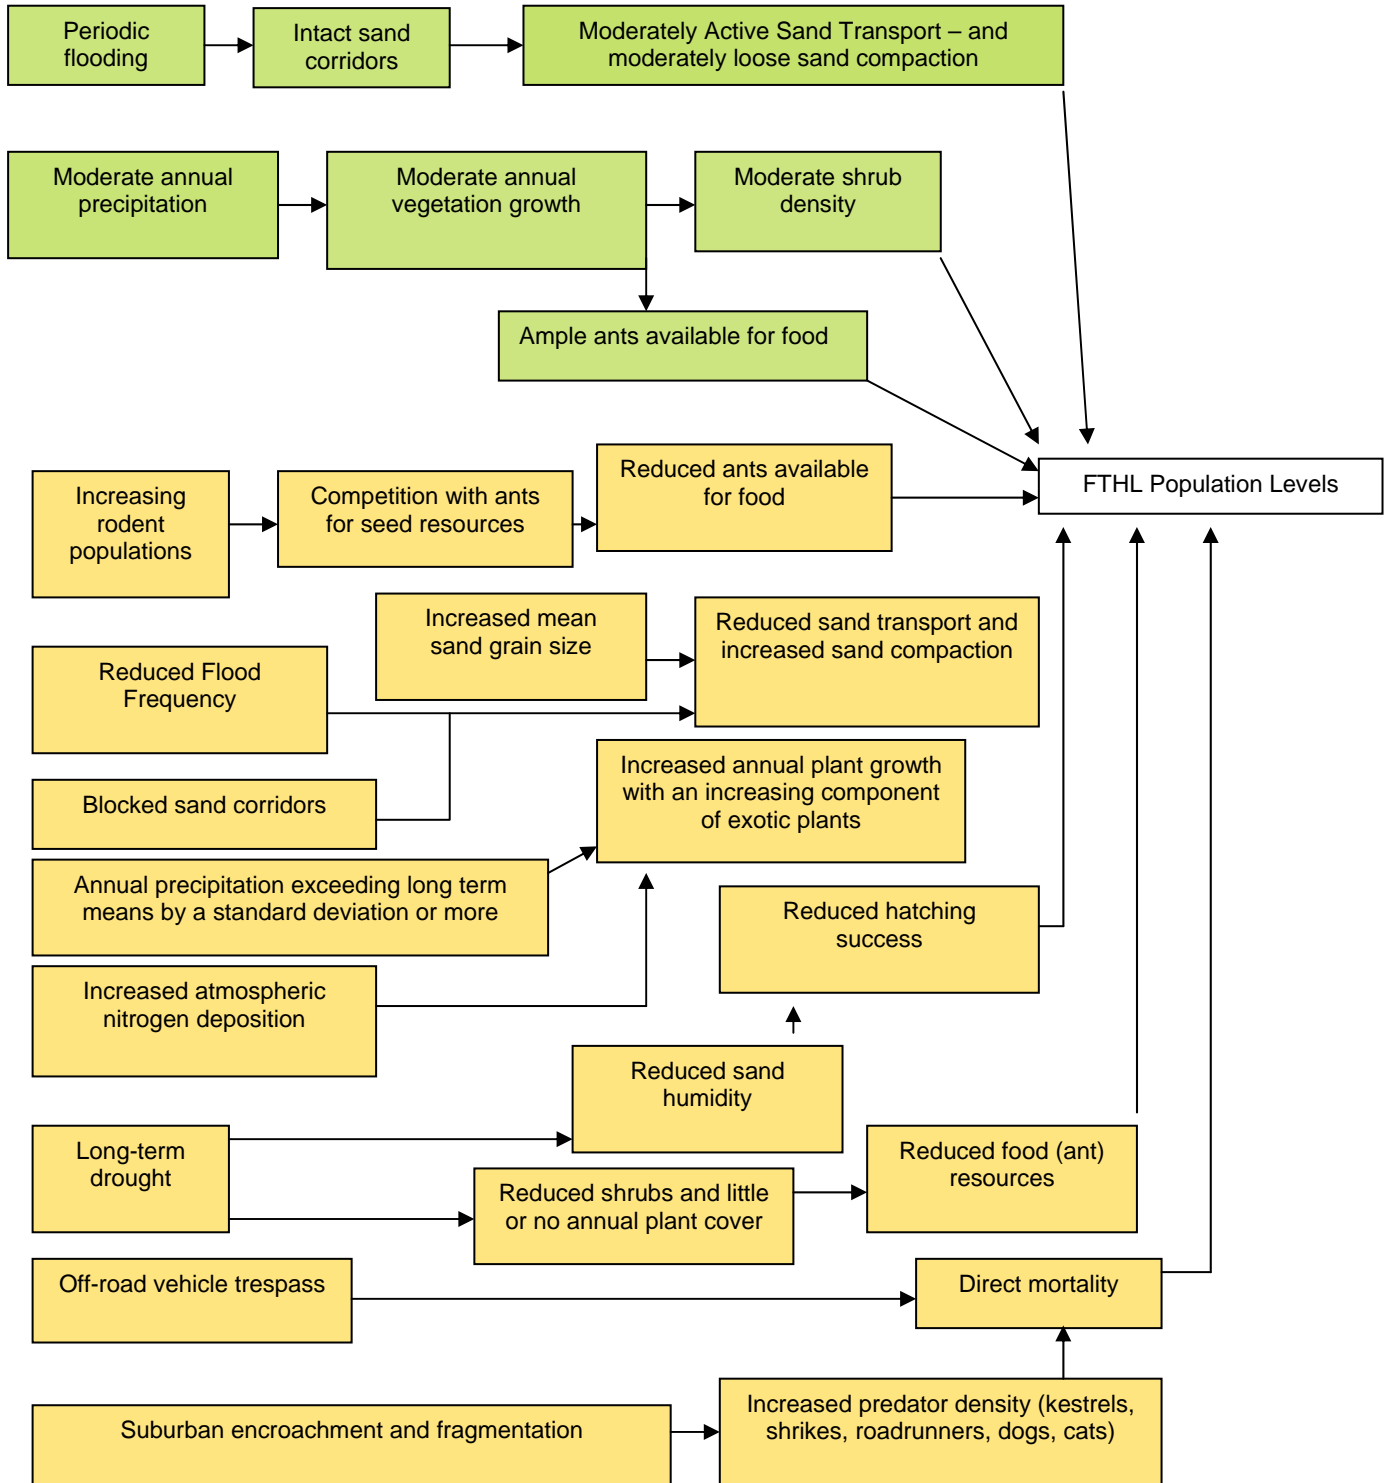 Periodic
flooding
Intact sand
corridors
Moderately Active Sand Transport – and
moderately loose sand compaction
Moderate annual
precipitation
Moderate annual
vegetation growth
Moderate shrub
density
Ample ants available for food
Increasing
rodent
populations
Competition with ants
for seed resources
Reduced ants available
for food
FTHL Population Levels
Increased mean
sand grain size
Reduced sand transport and
increased sand compaction
Reduced Flood
Frequency
Blocked sand corridors
Increased annual plant growth
with an increasing component
of exotic plants
Annual precipitation exceeding long term
means by a standard deviation or more
Reduced hatching
success
Increased atmospheric
nitrogen deposition
Reduced sand
humidity
Long-term
drought
Reduced shrubs and little
or no annual plant cover
Reduced food (ant)
resources
Off-road vehicle trespass
Direct mortality
Suburban encroachment and fragmentation
Increased predator density (kestrels,
shrikes, roadrunners, dogs, cats)